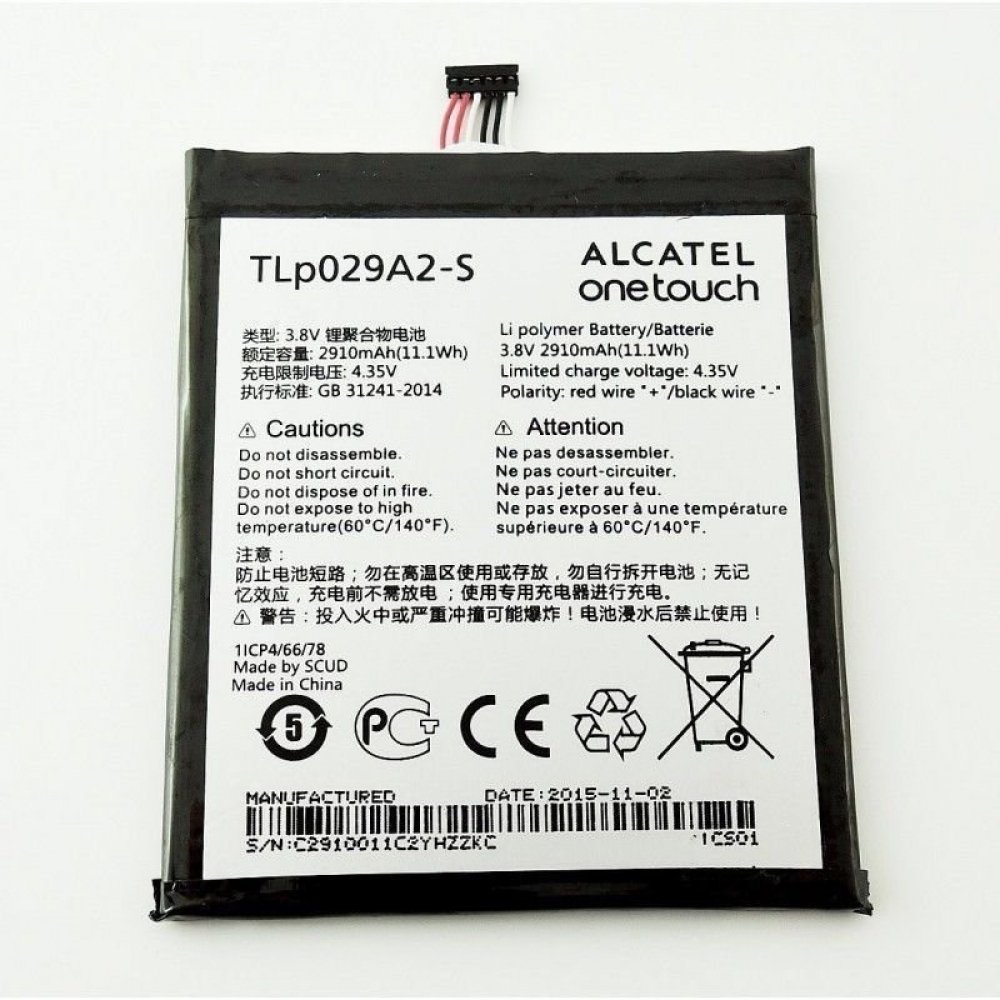 TLp029A2-S
ALCATEL
onetouch
类型: 3.8V 锂聚合物电池
额定容量: 2910mAh(11.1Wh)
充电限制电压: 4.35V
执行标准: GB 31241-2014
Li polymer Battery/Batterie
3.8V 2910mAh(11.1Wh)
Limited charge voltage: 4.35V
Polarity: red wire "+"/black wire "-"
⚠ Cautions
Do not disassemble.
Do not short circuit.
Do not dispose of in fire.
Do not expose to high
temperature(60°C/140°F).
⚠ Attention
Ne pas desassembler.
Ne pas court-circuiter.
Ne pas jeter au feu.
Ne pas exposer à une température
supérieure à 60°C/140°F.
注意：
防止电池短路；勿在高温区使用或存放，勿自行拆开电池；无记
忆效应，充电前不需放电；使用专用充电器进行充电。
⚠ 警告：投入火中或严重冲撞可能爆炸！电池浸水后禁止使用！
1ICP4/66/78
Made by SCUD
Made in China
5
PCT
CE
MANUFACTURED DATE:2015-11-02
S/N:C2910011C2YHZZKC
ICS01